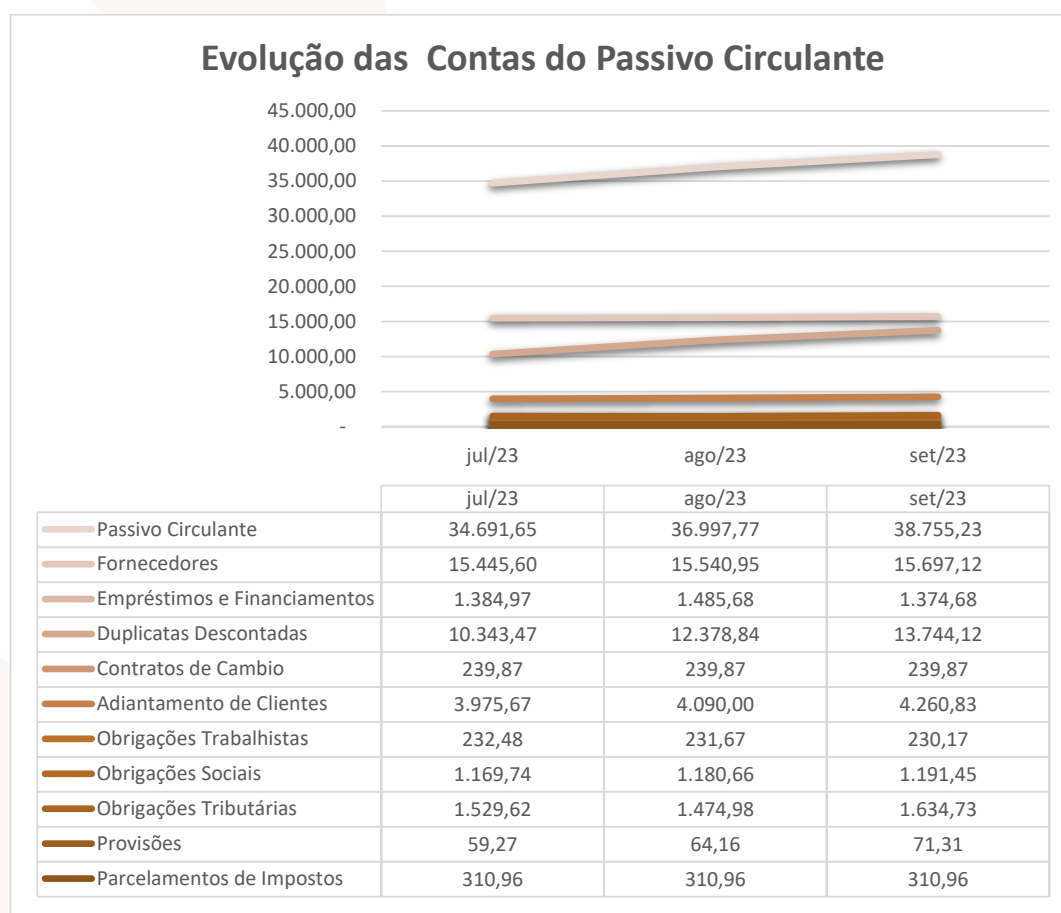 Evolução das Contas do Passivo Circulante
45.000,00
40.000,00
35.000,00
30.000,00
25.000,00
20.000,00
15.000,00
10.000,00
5.000,00
-
jul/23 ago/23 set/23
jul/23 ago/23 set/23
Passivo Circulante 34.691,65 36.997,77 38.755,23
Fornecedores 15.445,60 15.540,95 15.697,12
Empréstimos e Financiamentos 1.384,97 1.485,68 1.374,68
Duplicatas Descontadas 10.343,47 12.378,84 13.744,12
Contratos de Cambio 239,87 239,87 239,87
Adiantamento de Clientes 3.975,67 4.090,00 4.260,83
Obrigações Trabalhistas 232,48 231,67 230,17
Obrigações Sociais 1.169,74 1.180,66 1.191,45
Obrigações Tributárias 1.529,62 1.474,98 1.634,73
Provisões 59,27 64,16 71,31
Parcelamentos de Impostos 310,96 310,96 310,96